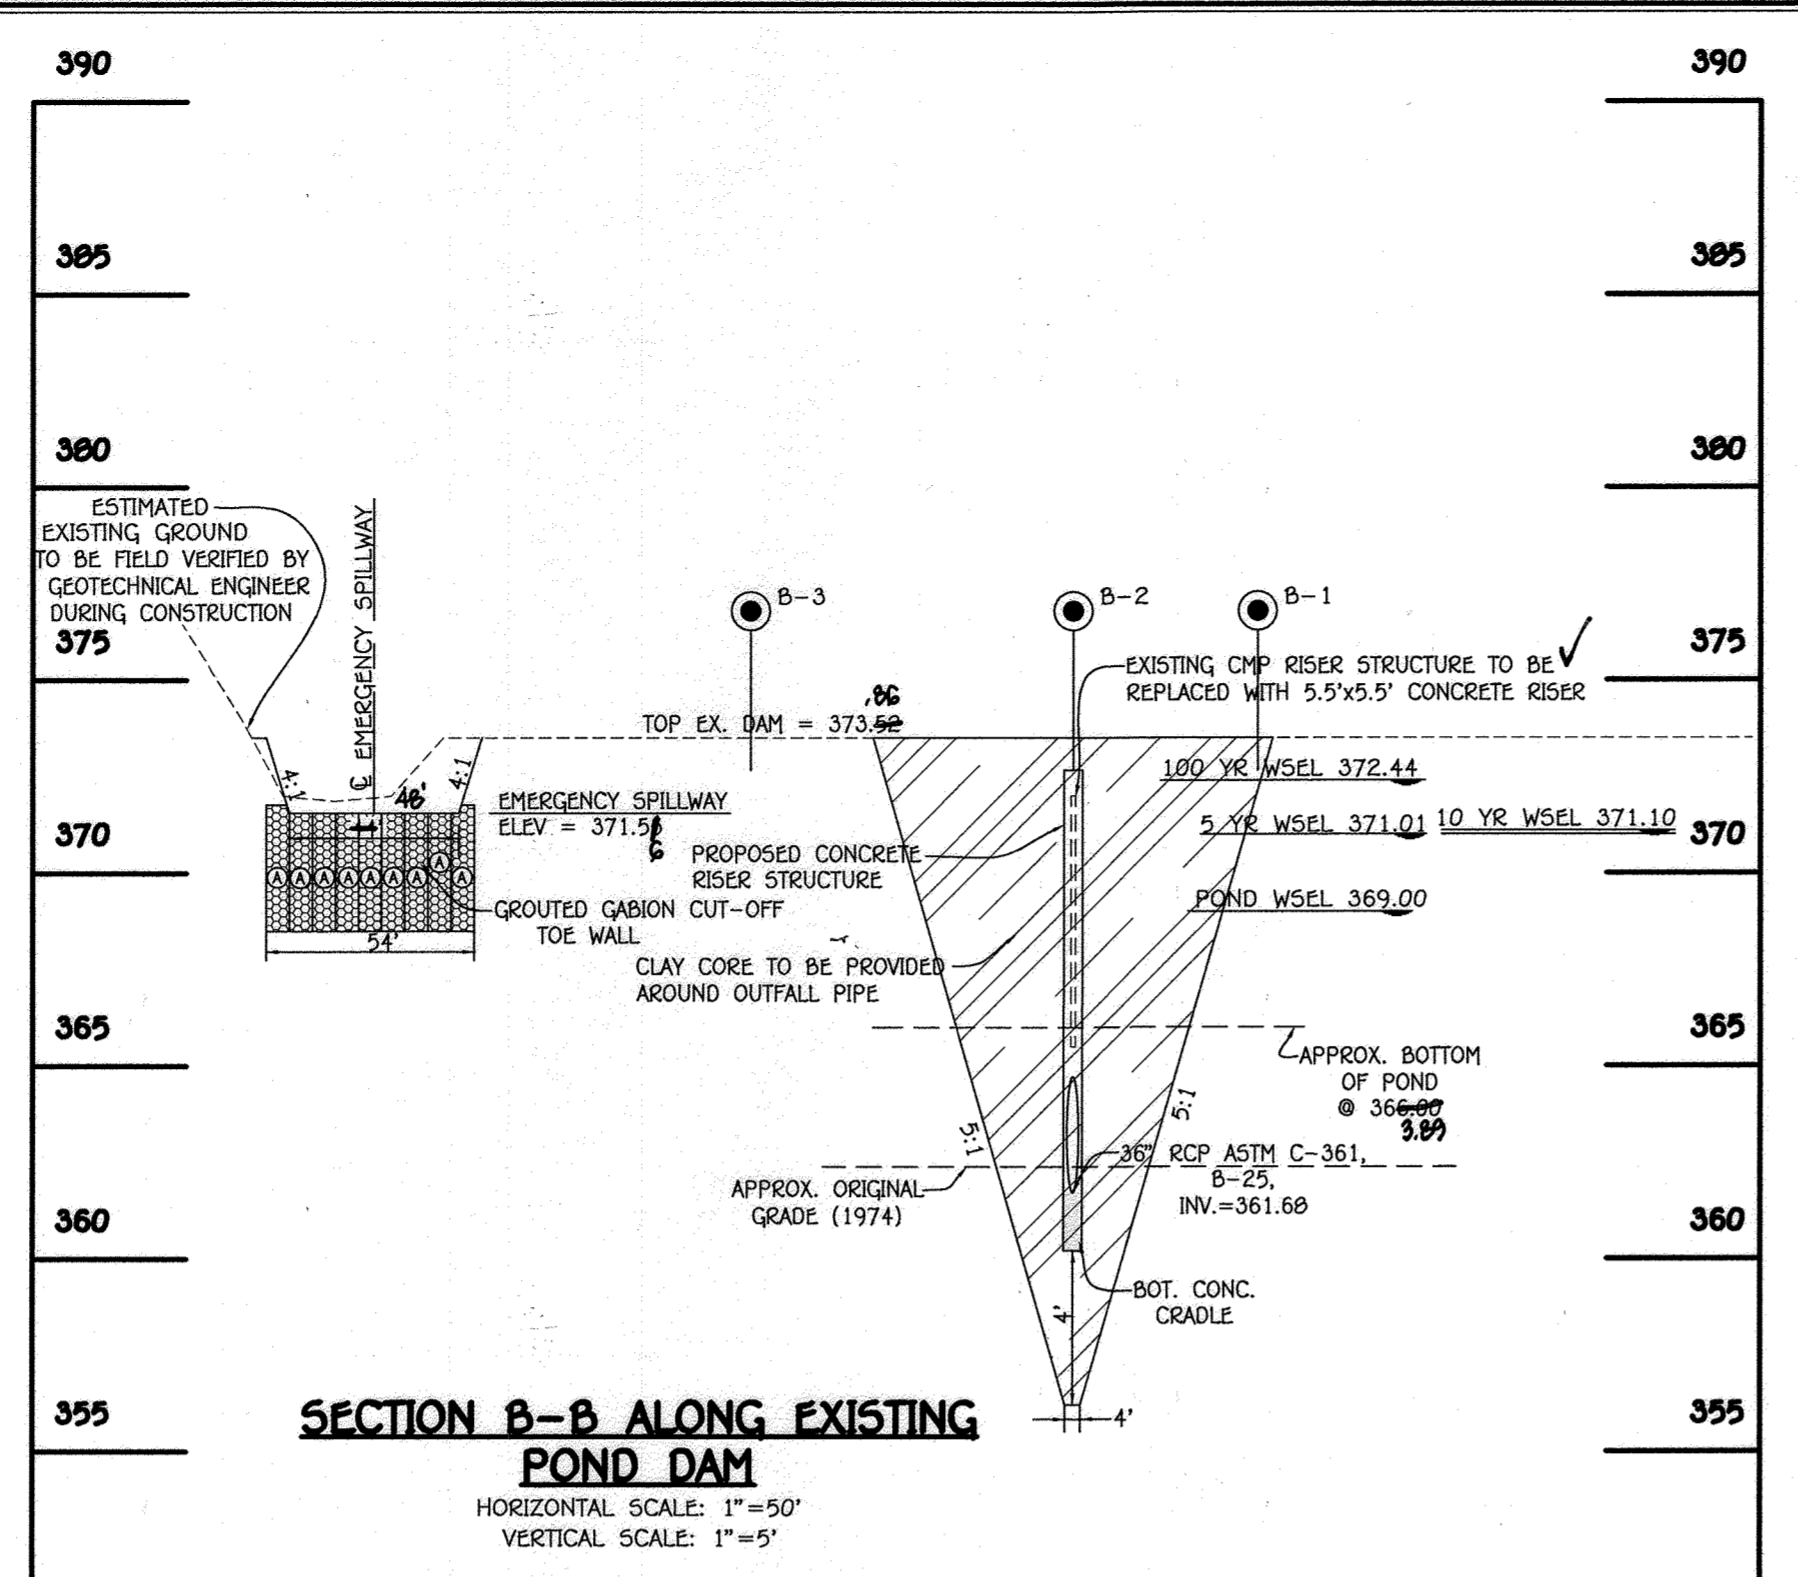 390
390
385
385
380
380
ESTIMATED
EXISTING GROUND
TO BE FIELD VERIFIED BY
GEOTECHNICAL ENGINEER
DURING CONSTRUCTION
℄ EMERGENCY SPILLWAY
B-3
B-2
B-1
375
375
EXISTING CMP RISER STRUCTURE TO BE ✓
REPLACED WITH 5.5'x5.5' CONCRETE RISER
.86
TOP EX. DAM = 373.52
4:1
4:1
48'
100 YR WSEL 372.44
EMERGENCY SPILLWAY
ELEV. = 371.5
6
5 YR WSEL 371.01
10 YR WSEL 371.10
370
370
PROPOSED CONCRETE
RISER STRUCTURE
A A A A A A A A A
POND WSEL 369.00
GROUTED GABION CUT-OFF
TOE WALL
54'
CLAY CORE TO BE PROVIDED
AROUND OUTFALL PIPE
365
365
APPROX. BOTTOM
OF POND
@ 366.00
3.89
5:1
5:1
36" RCP ASTM C-361,
B-25,
INV.=361.68
APPROX. ORIGINAL
GRADE (1974)
360
360
BOT. CONC.
CRADLE
4'
4'
355
355
SECTION B-B ALONG EXISTING
POND DAM
HORIZONTAL SCALE: 1"=50'
VERTICAL SCALE: 1"=5'